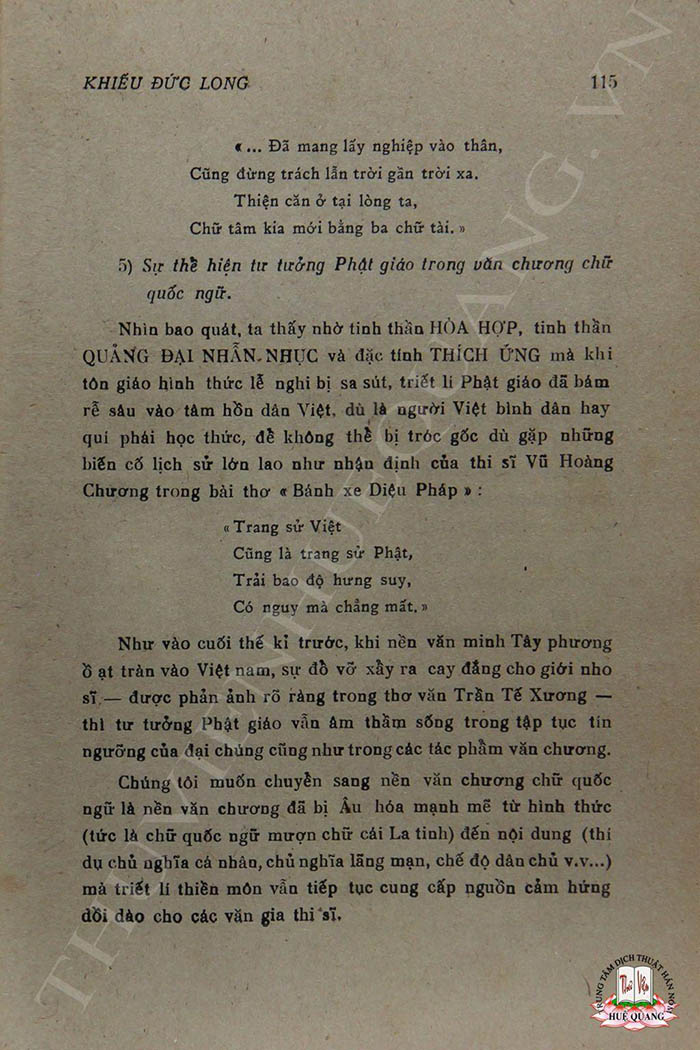 KHIẾU ĐỨC LONG 115
« ... Đã mang lấy nghiệp vào thân,
Cũng đừng trách lẫn trời gần trời xa.
Thiện căn ở tại lòng ta,
Chữ tâm kia mới bằng ba chữ tài. »
5) Sự thể hiện tư tưởng Phật giáo trong văn chương chữ
quốc ngữ.
Nhìn bao quát, ta thấy nhờ tinh thần HÒA HỢP, tinh thần
QUẢNG ĐẠI NHẪN-NHỤC và đặc tính THÍCH ỨNG mà khi
tôn giáo hình thức lễ nghi bị sa sút, triết lí Phật giáo đã bám
rễ sâu vào tâm hồn dân Việt, dù là người Việt bình dân hay
quí phái học thức, để không thể bị tróc gốc dù gặp những
biến cố lịch sử lớn lao như nhận định của thi sĩ Vũ Hoàng
Chương trong bài thơ « Bánh xe Diệu Pháp » :
« Trang sử Việt
Cũng là trang sử Phật,
Trải bao độ hưng suy,
Có nguy mà chẳng mất. »
Như vào cuối thế kỉ trước, khi nền văn minh Tây phương
ồ ạt tràn vào Việt nam, sự đổ vỡ xẩy ra cay đắng cho giới nho
sĩ — được phản ảnh rõ ràng trong thơ văn Trần Tế Xương —
thì tư tưởng Phật giáo vẫn âm thầm sống trong tập tục tín
ngưỡng của đại chúng cũng như trong các tác phẩm văn chương.
Chúng tôi muốn chuyển sang nền văn chương chữ quốc
ngữ là nền văn chương đã bị Âu hóa mạnh mẽ từ hình thức
(tức là chữ quốc ngữ mượn chữ cái La tinh) đến nội dung (thí
dụ chủ nghĩa cá nhân, chủ nghĩa lãng mạn, chế độ dân chủ v.v...)
mà triết lí thiền môn vẫn tiếp tục cung cấp nguồn cảm hứng
dồi dào cho các văn gia thi sĩ.
THUVIENHUEQUANG.VN
TRUNG TÂM DỊCH THUẬT HÁN NÔM
Thư Viện
HUỆ QUANG